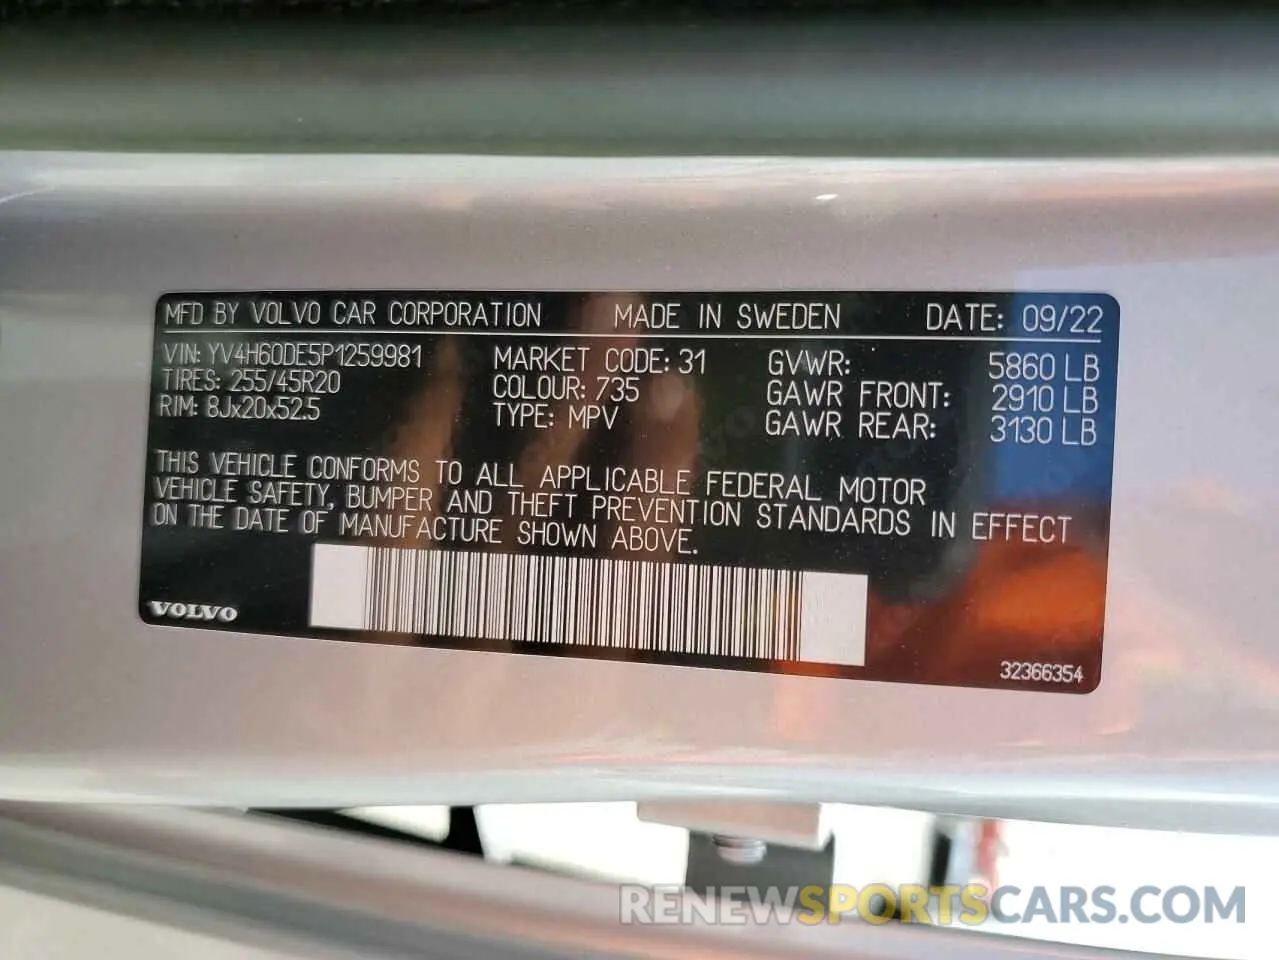 MFD BY VOLVO CAR CORPORATION MADE IN SWEDEN DATE: 09/22
VIN: YV4H60DE5P1259981 MARKET CODE: 31 GVWR: 5860 LB
TIRES: 255/45R20 COLOUR: 735 GAWR FRONT: 2910 LB
RIM: 8Jx20x52.5 TYPE: MPV GAWR REAR: 3130 LB
THIS VEHICLE CONFORMS TO ALL APPLICABLE FEDERAL MOTOR
VEHICLE SAFETY, BUMPER AND THEFT PREVENTION STANDARDS IN EFFECT
ON THE DATE OF MANUFACTURE SHOWN ABOVE.
VOLVO
32366354
RENEWSPORTSCARS.COM